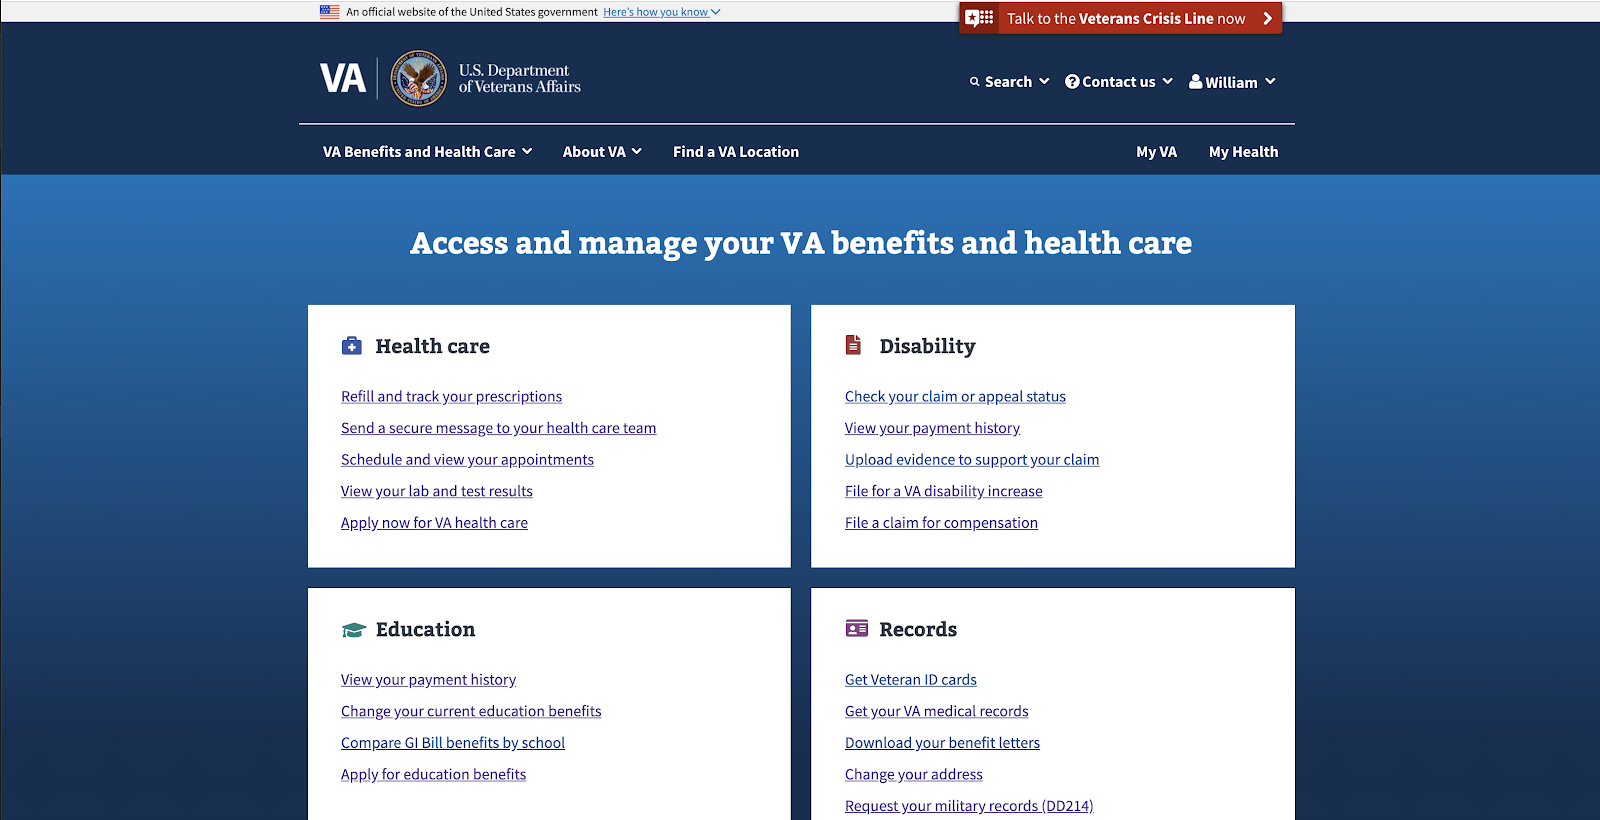 An official website of the United States government Here's how you know
Talk to the Veterans Crisis Line now
VA
U.S. Department
of Veterans Affairs
Search
Contact us
William
VA Benefits and Health Care
About VA
Find a VA Location
My VA
My Health
Access and manage your VA benefits and health care
Health care
Refill and track your prescriptions
Send a secure message to your health care team
Schedule and view your appointments
View your lab and test results
Apply now for VA health care
Disability
Check your claim or appeal status
View your payment history
Upload evidence to support your claim
File for a VA disability increase
File a claim for compensation
Education
View your payment history
Change your current education benefits
Compare GI Bill benefits by school
Apply for education benefits
Records
Get Veteran ID cards
Get your VA medical records
Download your benefit letters
Change your address
Request your military records (DD214)